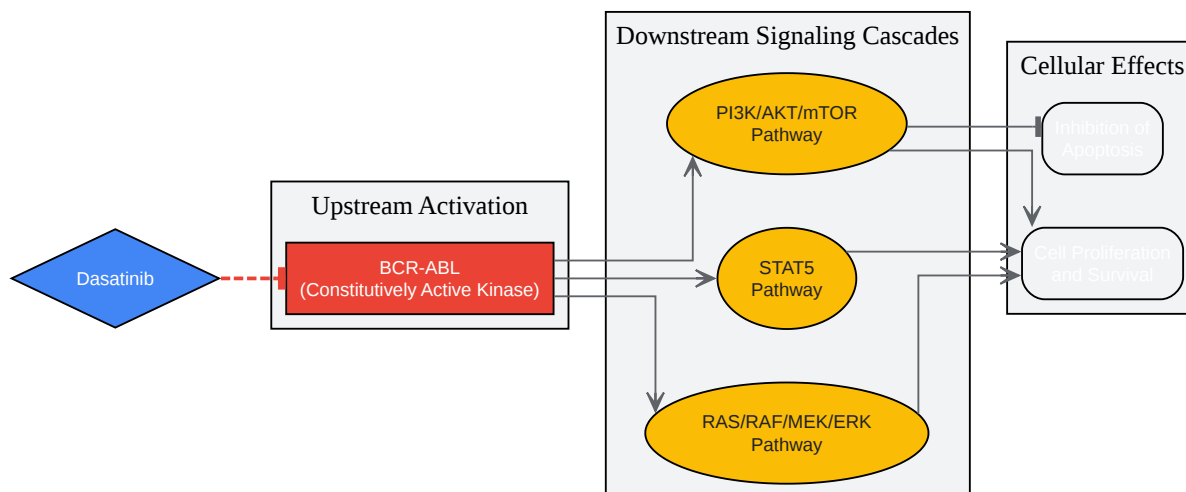 Downstream Signaling Cascades
Cellular Effects
PI3K/AKT/mTOR
Pathway
Inhibition of
Apoptosis
Upstream Activation
Dasatinib
BCR-ABL
(Constitutively Active Kinase)
STAT5
Pathway
Cell Proliferation
and Survival
RAS/RAF/MEK/ERK
Pathway